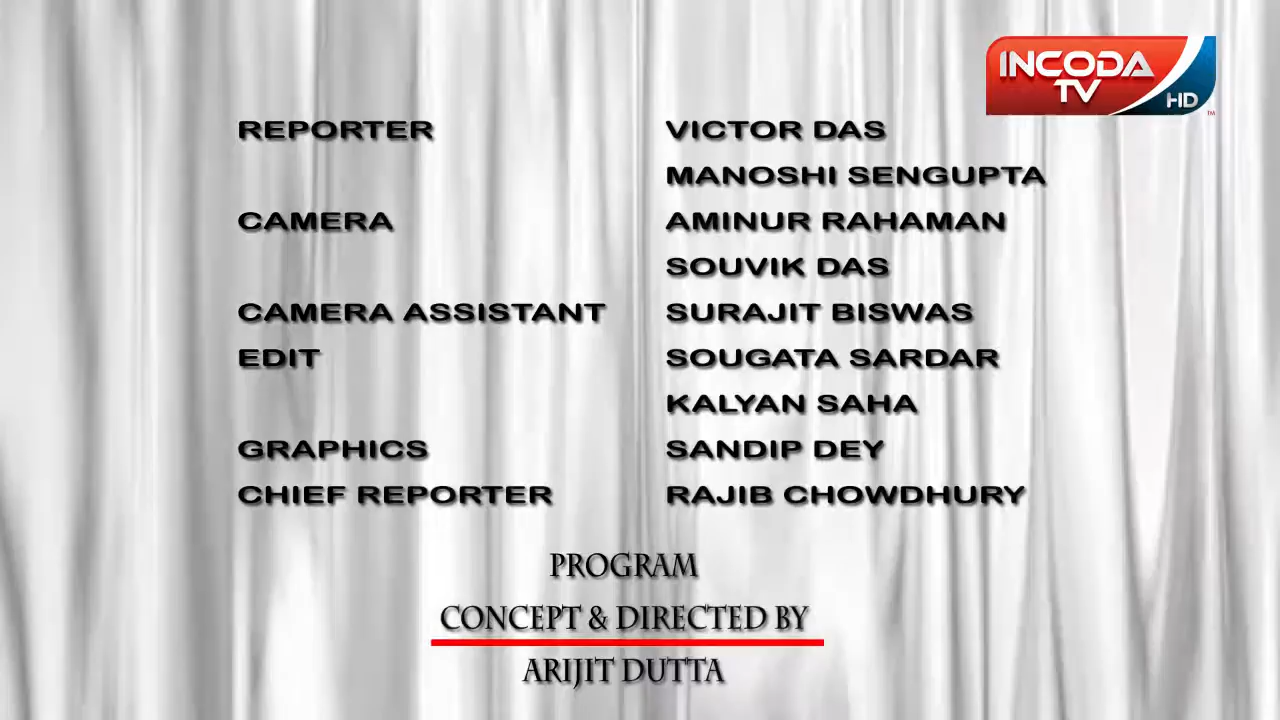 INCODA
TV
HD
TM
REPORTER VICTOR DAS
MANOSHI SENGUPTA
CAMERA AMINUR RAHAMAN
SOUVIK DAS
CAMERA ASSISTANT SURAJIT BISWAS
EDIT SOUGATA SARDAR
KALYAN SAHA
GRAPHICS SANDIP DEY
CHIEF REPORTER RAJIB CHOWDHURY
PROGRAM
CONCEPT & DIRECTED BY
ARIJIT DUTTA